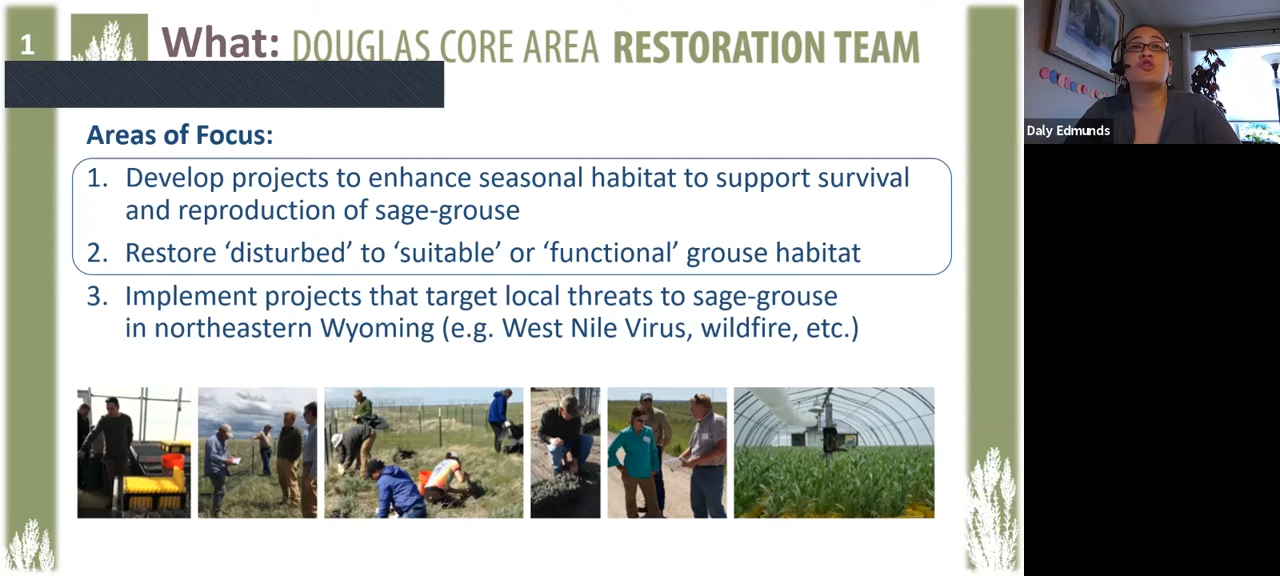 1
What: DOUGLAS CORE AREA RESTORATION TEAM
Daly Edmunds
Areas of Focus:
1. Develop projects to enhance seasonal habitat to support survival
and reproduction of sage-grouse
2. Restore ‘disturbed’ to ‘suitable’ or ‘functional’ grouse habitat
3. Implement projects that target local threats to sage-grouse
in northeastern Wyoming (e.g. West Nile Virus, wildfire, etc.)